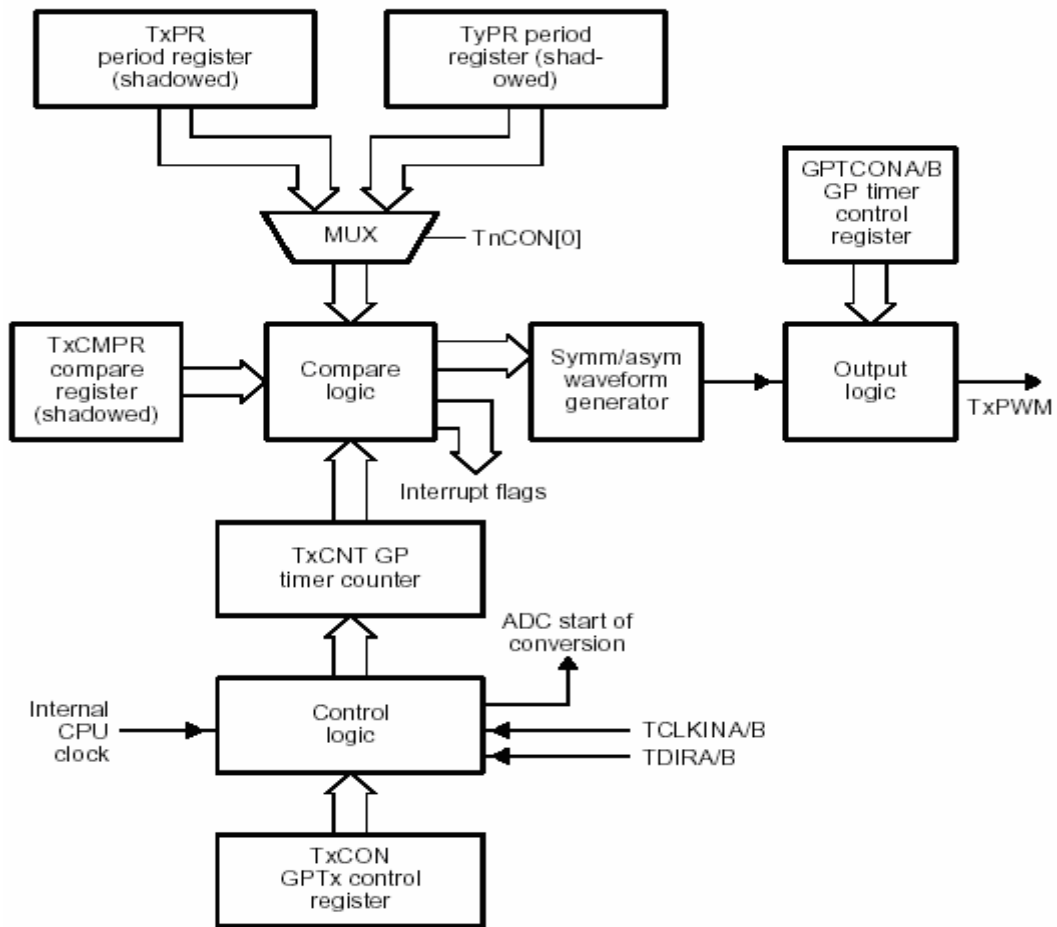 TxPR
period register
(shadowed)
TyPR period
register (shad-
owed)
GPTCONA/B
GP timer
control
register
MUX
TnCON[0]
TxCMPR
compare
register
(shadowed)
Compare
logic
Symm/asym
waveform
generator
Output
logic
TxPWM
Interrupt flags
TxCNT GP
timer counter
ADC start of
conversion
Internal
CPU
clock
Control
logic
TCLKINA/B
TDIRA/B
TxCON
GPTx control
register